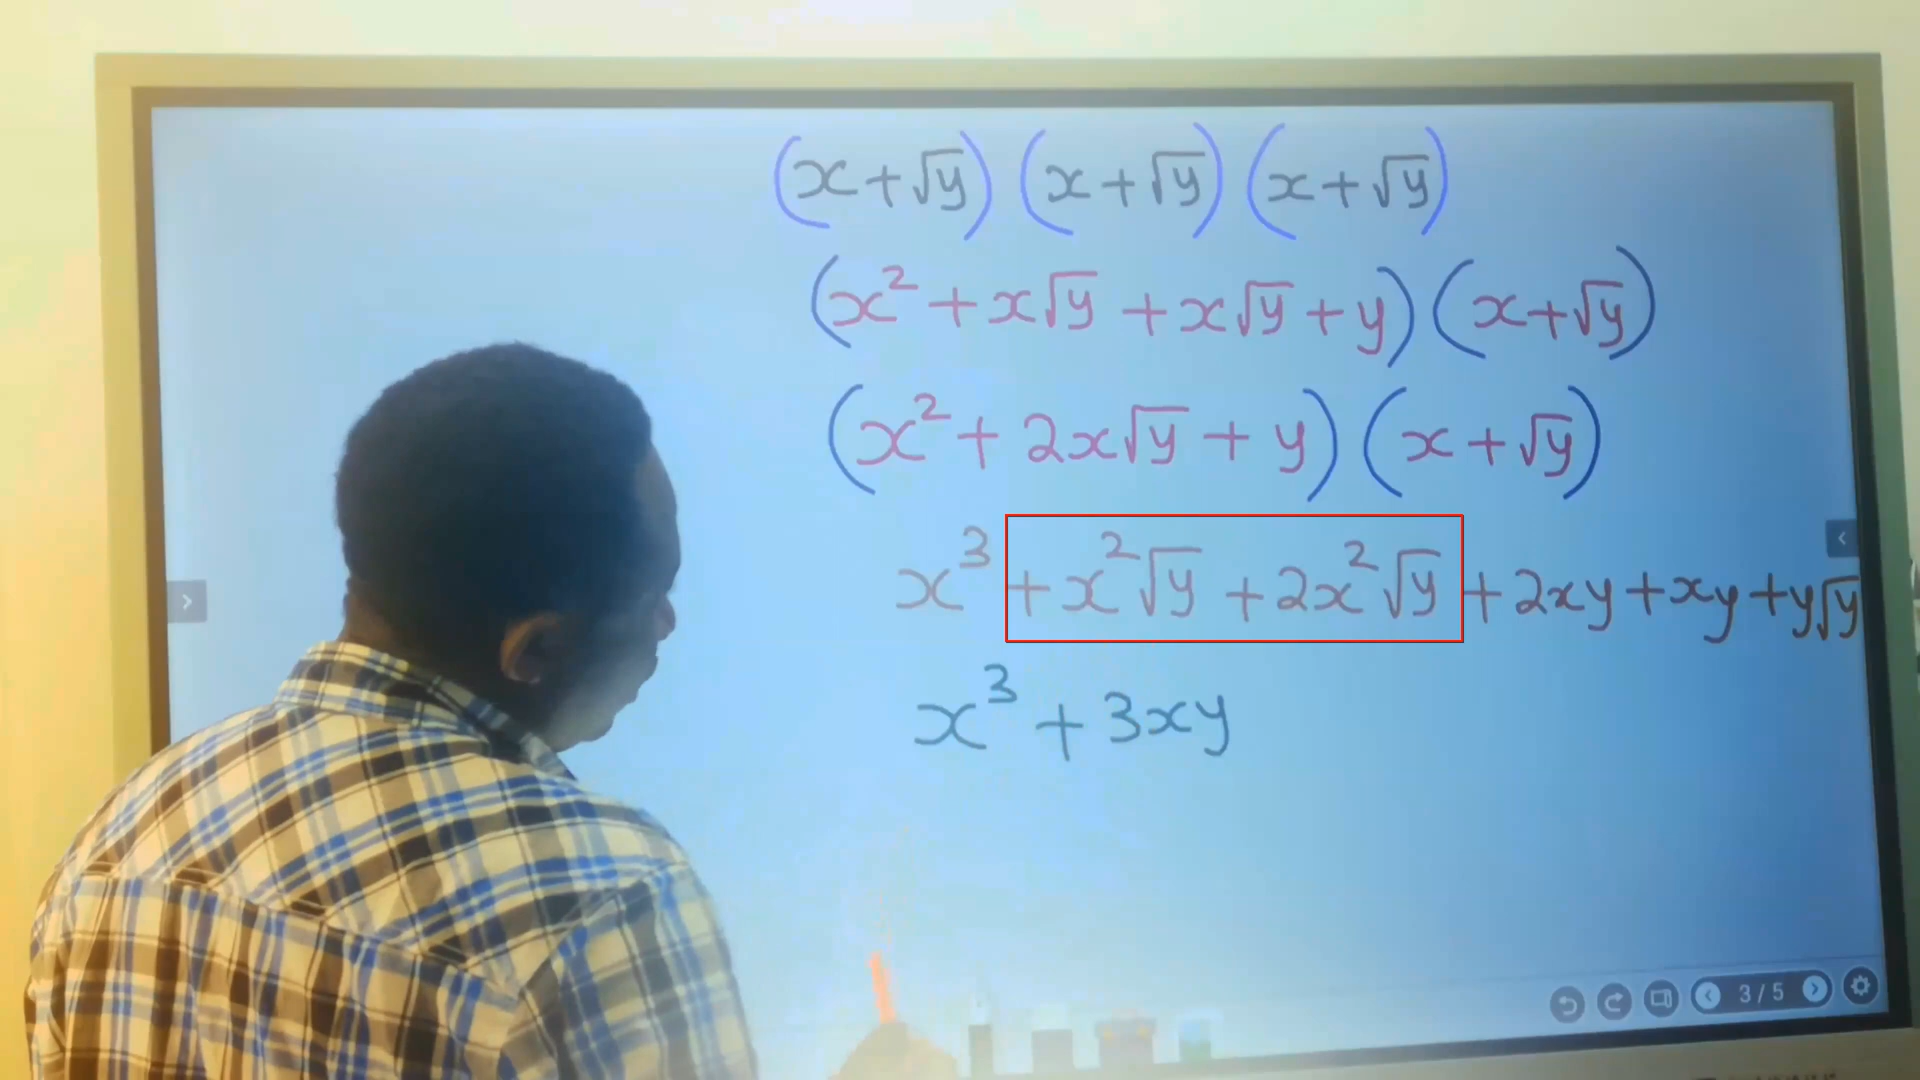 (x+√y)(x+√y)(x+√y)
(x²+x√y+x√y+y)(x+√y)
(x²+2x√y+y)(x+√y)
x³+x²√y+2x²√y+2xy+xy+y√y
x³+3xy
3/5